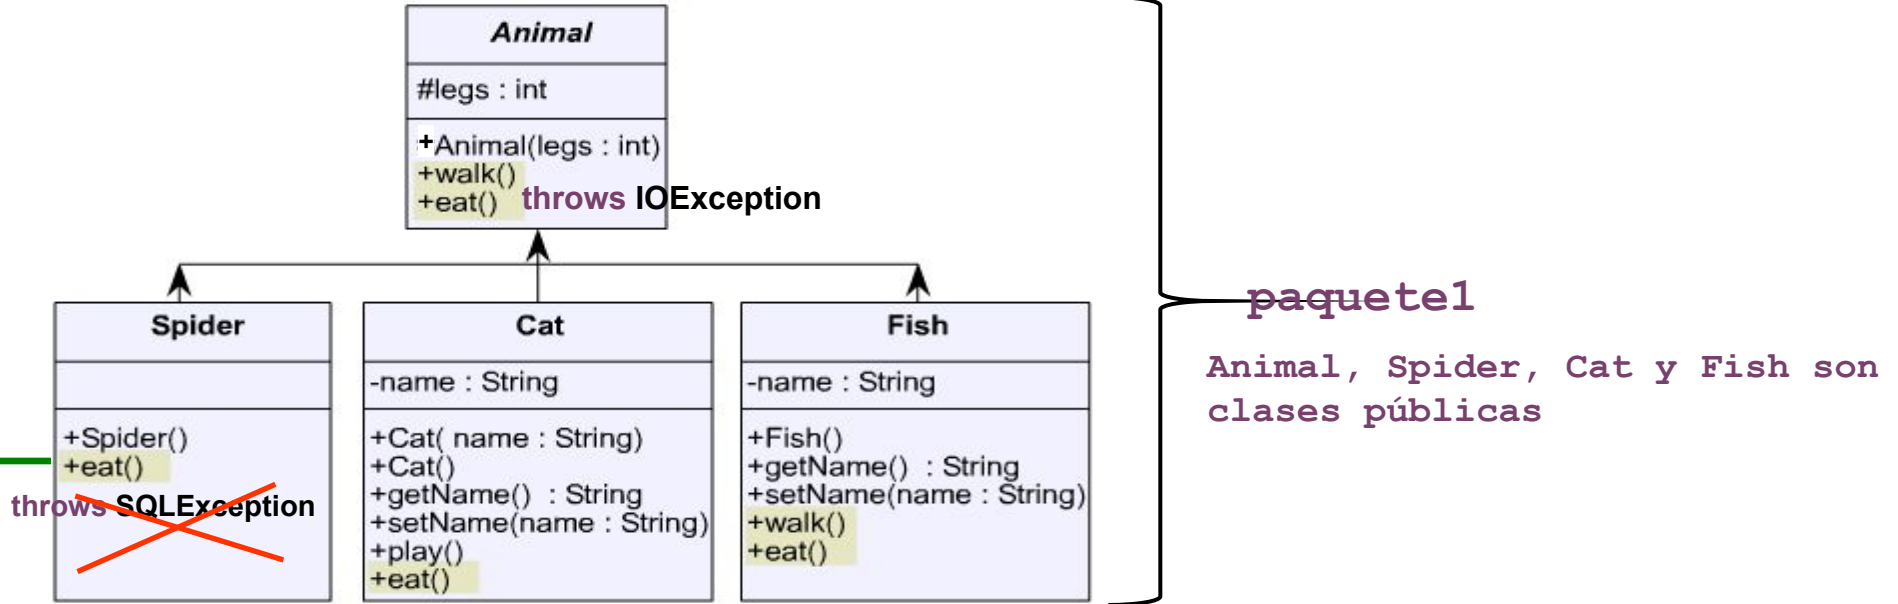 Animal
#legs : int
+Animal(legs : int)
+walk()
+eat() throws IOException
Spider
+Spider()
+eat()
throws SQLException
Cat
-name : String
+Cat( name : String)
+Cat()
+getName() : String
+setName(name : String)
+play()
+eat()
Fish
-name : String
+Fish()
+getName() : String
+setName(name : String)
+walk()
+eat()
paquete1
Animal, Spider, Cat y Fish son
clases públicas